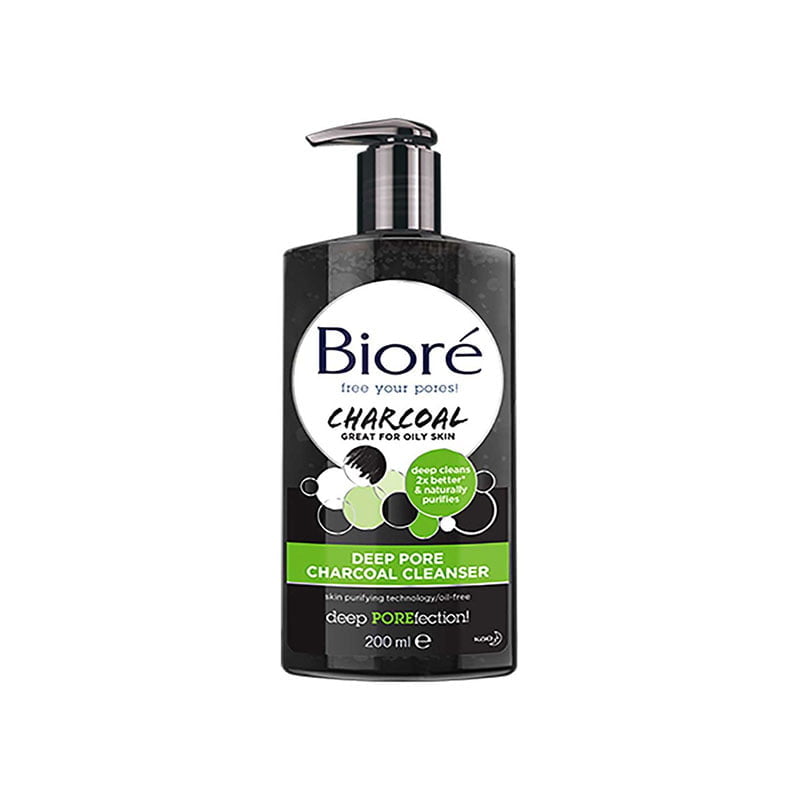 Bioré
free your pores!
CHARCOAL
GREAT FOR OILY SKIN
deep cleans
2x better*
& naturally
purifies
DEEP PORE
CHARCOAL CLEANSER
skin purifying technology/oil-free
deep POREfection!
200 ml ℮
Kao